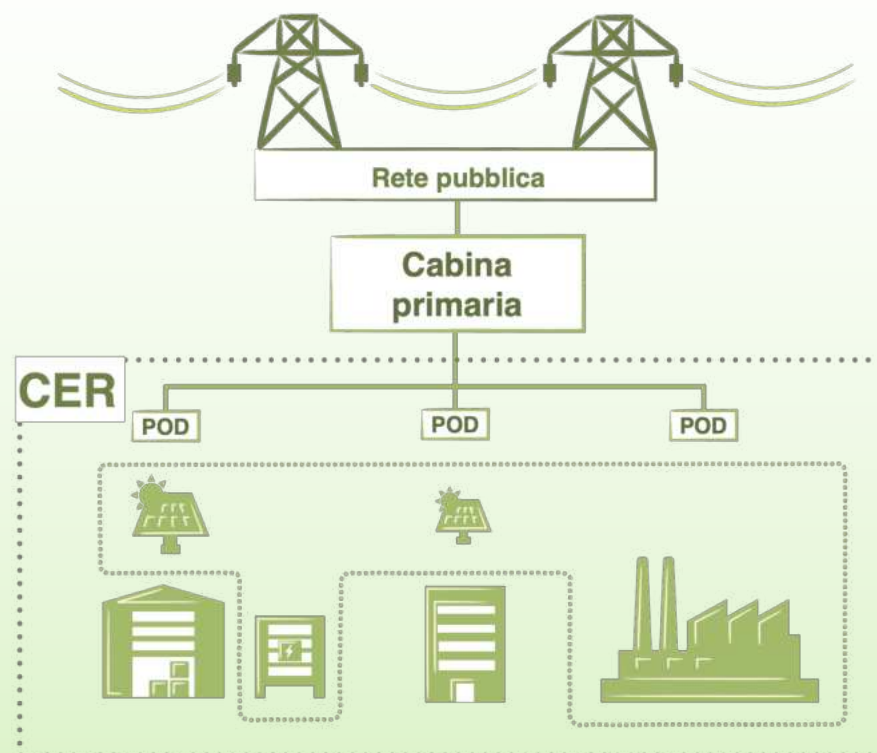 Rete pubblica
Cabina
primaria
CER
POD
POD
POD